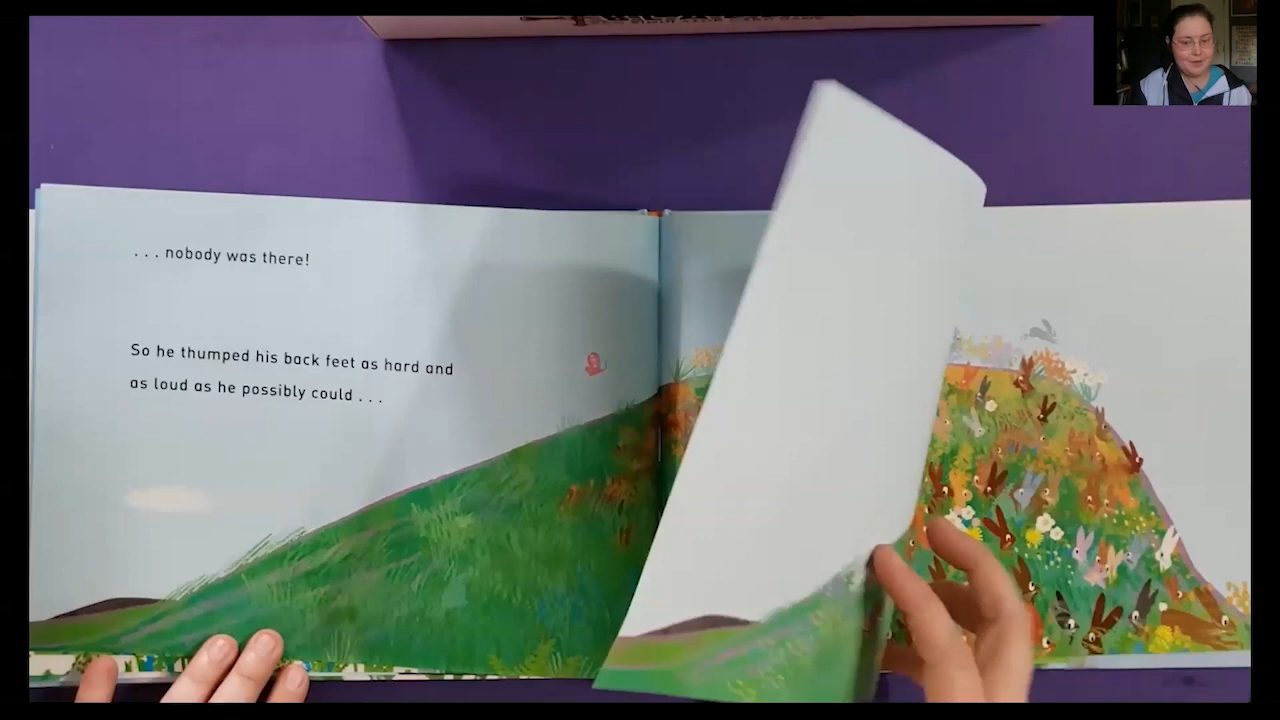 . . . nobody was there!
So he thumped his back feet as hard and
as loud as he possibly could . . .